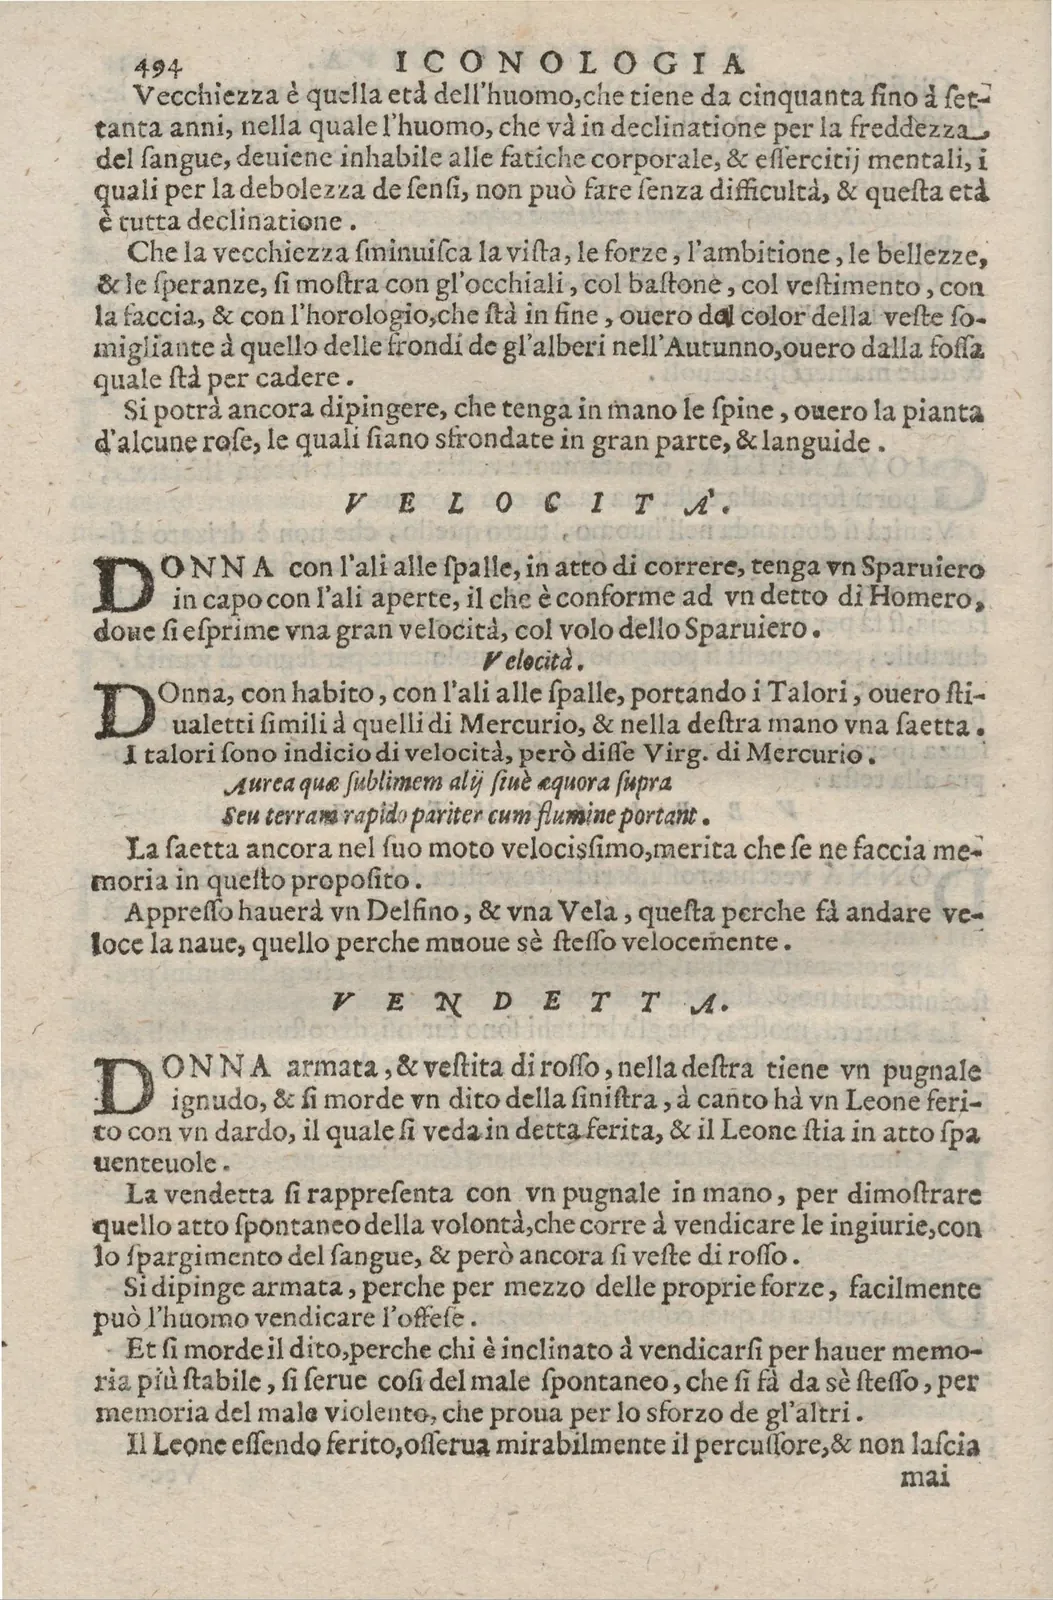 494 ICONOLOGIA
Vecchiezza è quella età dell'huomo,che tiene da cinquanta fino à ſet-
tanta anni, nella quale l'huomo, che và in declinatione per la freddezza
del ſangue, deuiene inhabile alle fatiche corporale, & eſſercitij mentali, i
quali per la debolezza de ſenſi, non può fare ſenza difficultà, & queſta età
è tutta declinatione.
Che la vecchiezza ſminuiſca la viſta, le forze, l'ambitione, le bellezze,
& le ſperanze, ſi moſtra con gl'occhiali, col baſtone, col veſtimento, con
la faccia, & con l'horologio,che ſtà in fine, ouero dal color della veſte ſo-
migliante à quello delle frondi de gl'alberi nell'Autunno,ouero dalla foſſa
quale ſtà per cadere.
Si potrà ancora dipingere, che tenga in mano le ſpine, ouero la pianta
d'alcune roſe, le quali ſiano sfrondate in gran parte, & languide.
VELOCITÀ.
DONNA con l'ali alle ſpalle, in atto di correre, tenga vn Sparuiero
in capo con l'ali aperte, il che è conforme ad vn detto di Homero,
doue ſi eſprime vna gran velocità, col volo dello Sparuiero.
Velocità.
DOnna, con habito, con l'ali alle ſpalle, portando i Talori, ouero ſti-
ualetti ſimili à quelli di Mercurio, & nella deſtra mano vna ſaetta.
I talori ſono indicio di velocità, però diſſe Virg. di Mercurio.
Aurea quæ ſublimem alij ſiuè æquora ſupra
Seu terram rapido pariter cum flumine portant.
La ſaetta ancora nel ſuo moto velociſſimo,merita che ſe ne faccia me-
moria in queſto propoſito.
Appreſſo hauerà vn Delfino, & vna Vela, queſta perche fà andare ve-
loce la naue, quello perche muoue sè ſteſſo velocemente.
VENDETTA.
DONNA armata, & veſtita di roſſo, nella deſtra tiene vn pugnale
ignudo, & ſi morde vn dito della ſiniſtra, à canto hà vn Leone feri-
to con vn dardo, il quale ſi veda in detta ferita, & il Leone ſtia in atto ſpa
uenteuole.
La vendetta ſi rappreſenta con vn pugnale in mano, per dimoſtrare
quello atto ſpontaneo della volontà,che corre à vendicare le ingiurie,con
lo ſpargimento del ſangue, & però ancora ſi veſte di roſſo.
Si dipinge armata, perche per mezzo delle proprie forze, facilmente
può l'huomo vendicare l'offeſe.
Et ſi morde il dito,perche chi è inclinato à vendicarſi per hauer memo-
ria più ſtabile, ſi ſerue coſi del male ſpontaneo, che ſi fà da sè ſteſſo, per
memoria del male violento, che proua per lo sforzo de gl'altri.
Il Leone eſſendo ferito,oſſerua mirabilmente il percuſſore,& non laſcia
mai